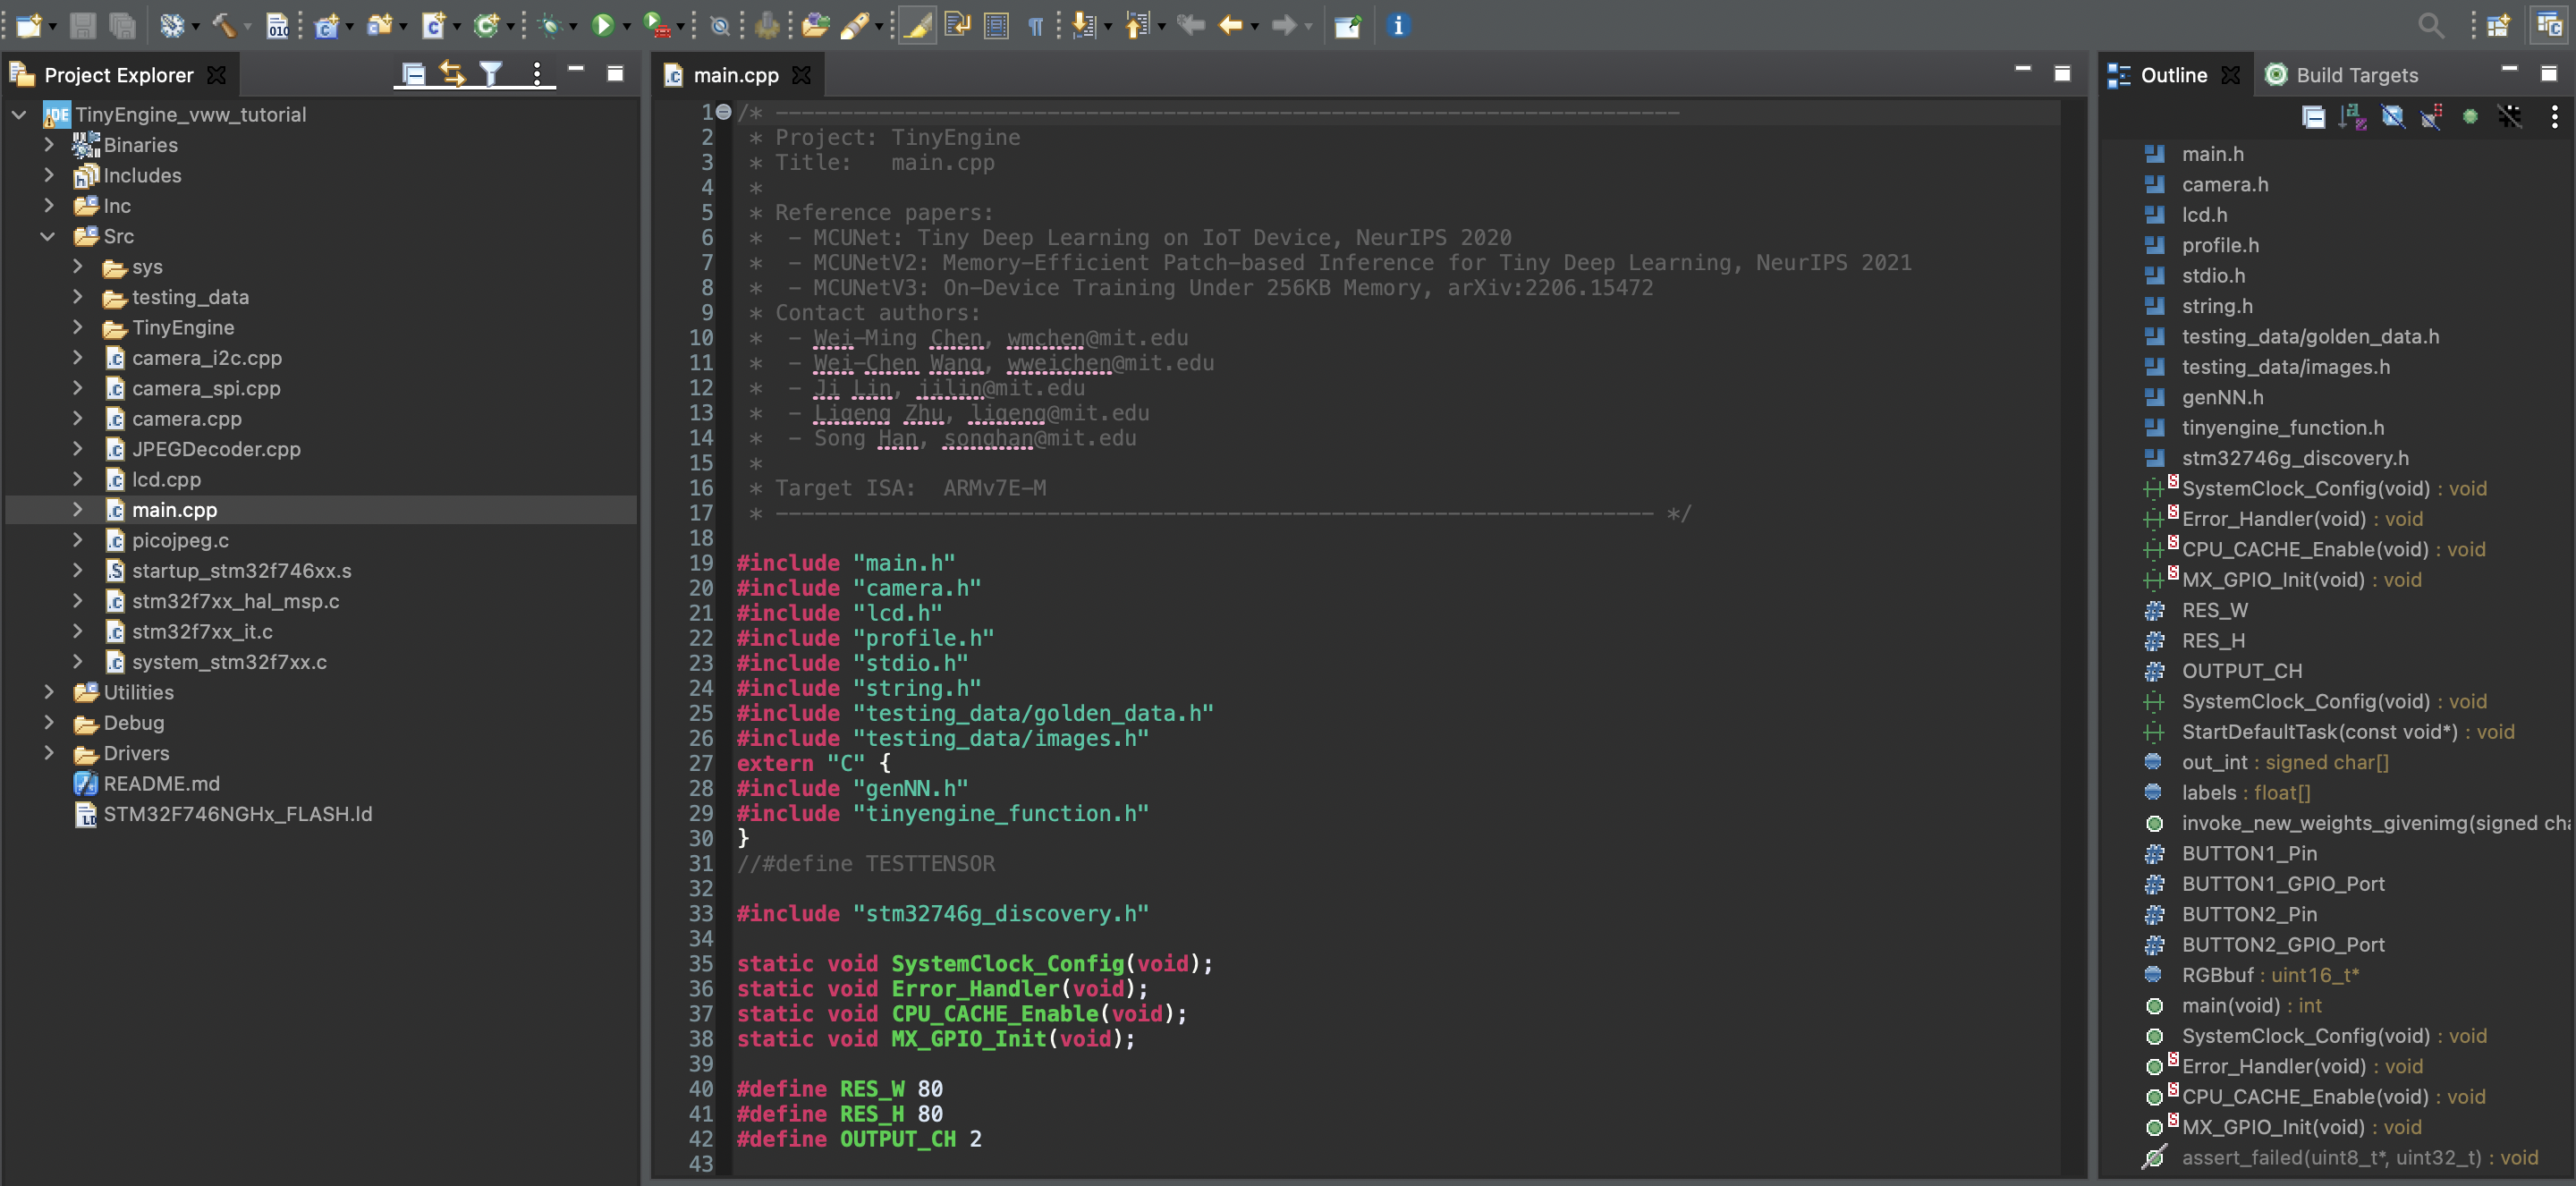 010
Project Explorer
TinyEngine_vww_tutorial
Binaries
Includes
Inc
Src
sys
testing_data
TinyEngine
camera_i2c.cpp
camera_spi.cpp
camera.cpp
JPEGDecoder.cpp
lcd.cpp
main.cpp
picojpeg.c
startup_stm32f746xx.s
stm32f7xx_hal_msp.c
stm32f7xx_it.c
system_stm32f7xx.c
Utilities
Debug
Drivers
README.md
STM32F746NGHx_FLASH.ld
main.cpp
1 /* ----------------------------------------------------------------------
2  * Project: TinyEngine
3  * Title:   main.cpp
4  *
5  * Reference papers:
6  *  - MCUNet: Tiny Deep Learning on IoT Device, NeurIPS 2020
7  *  - MCUNetV2: Memory-Efficient Patch-based Inference for Tiny Deep Learning, NeurIPS 2021
8  *  - MCUNetV3: On-Device Training Under 256KB Memory, arXiv:2206.15472
9  * Contact authors:
10  *  - Wei-Ming Chen, wmchen@mit.edu
11  *  - Wei-Chen Wang, wweichen@mit.edu
12  *  - Ji Lin, jilin@mit.edu
13  *  - Ligeng Zhu, ligeng@mit.edu
14  *  - Song Han, songhan@mit.edu
15  *
16  * Target ISA:  ARMv7E-M
17  * -------------------------------------------------------------------- */
18
19 #include "main.h"
20 #include "camera.h"
21 #include "lcd.h"
22 #include "profile.h"
23 #include "stdio.h"
24 #include "string.h"
25 #include "testing_data/golden_data.h"
26 #include "testing_data/images.h"
27 extern "C" {
28 #include "genNN.h"
29 #include "tinyengine_function.h"
30 }
31 //#define TESTTENSOR
32
33 #include "stm32746g_discovery.h"
34
35 static void SystemClock_Config(void);
36 static void Error_Handler(void);
37 static void CPU_CACHE_Enable(void);
38 static void MX_GPIO_Init(void);
39
40 #define RES_W 80
41 #define RES_H 80
42 #define OUTPUT_CH 2
43
Outline
Build Targets
main.h
camera.h
lcd.h
profile.h
stdio.h
string.h
testing_data/golden_data.h
testing_data/images.h
genNN.h
tinyengine_function.h
stm32746g_discovery.h
SystemClock_Config(void) : void
Error_Handler(void) : void
CPU_CACHE_Enable(void) : void
MX_GPIO_Init(void) : void
RES_W
RES_H
OUTPUT_CH
SystemClock_Config(void) : void
StartDefaultTask(const void*) : void
out_int : signed char[]
labels : float[]
invoke_new_weights_givenimg(signed cha
BUTTON1_Pin
BUTTON1_GPIO_Port
BUTTON2_Pin
BUTTON2_GPIO_Port
RGBbuf : uint16_t*
main(void) : int
SystemClock_Config(void) : void
Error_Handler(void) : void
CPU_CACHE_Enable(void) : void
MX_GPIO_Init(void) : void
assert_failed(uint8_t*, uint32_t) : void